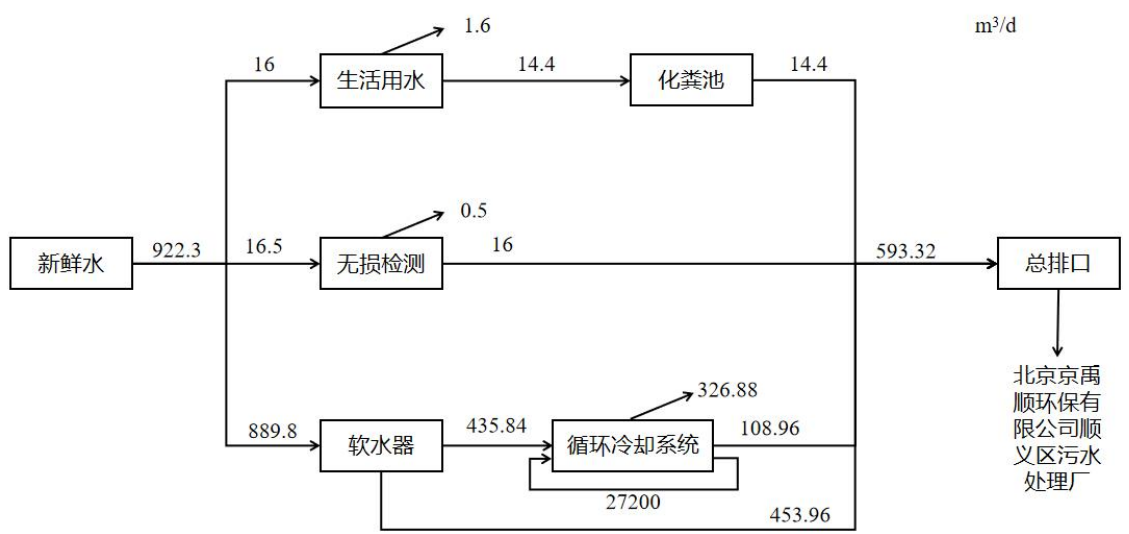 m³/d
1.6
16
生活用水
14.4
化粪池
14.4
0.5
新鲜水
922.3
16.5
无损检测
16
593.32
总排口
北京京禹
顺环保有
限公司顺
义区污水
处理厂
326.88
889.8
软水器
435.84
循环冷却系统
108.96
27200
453.96